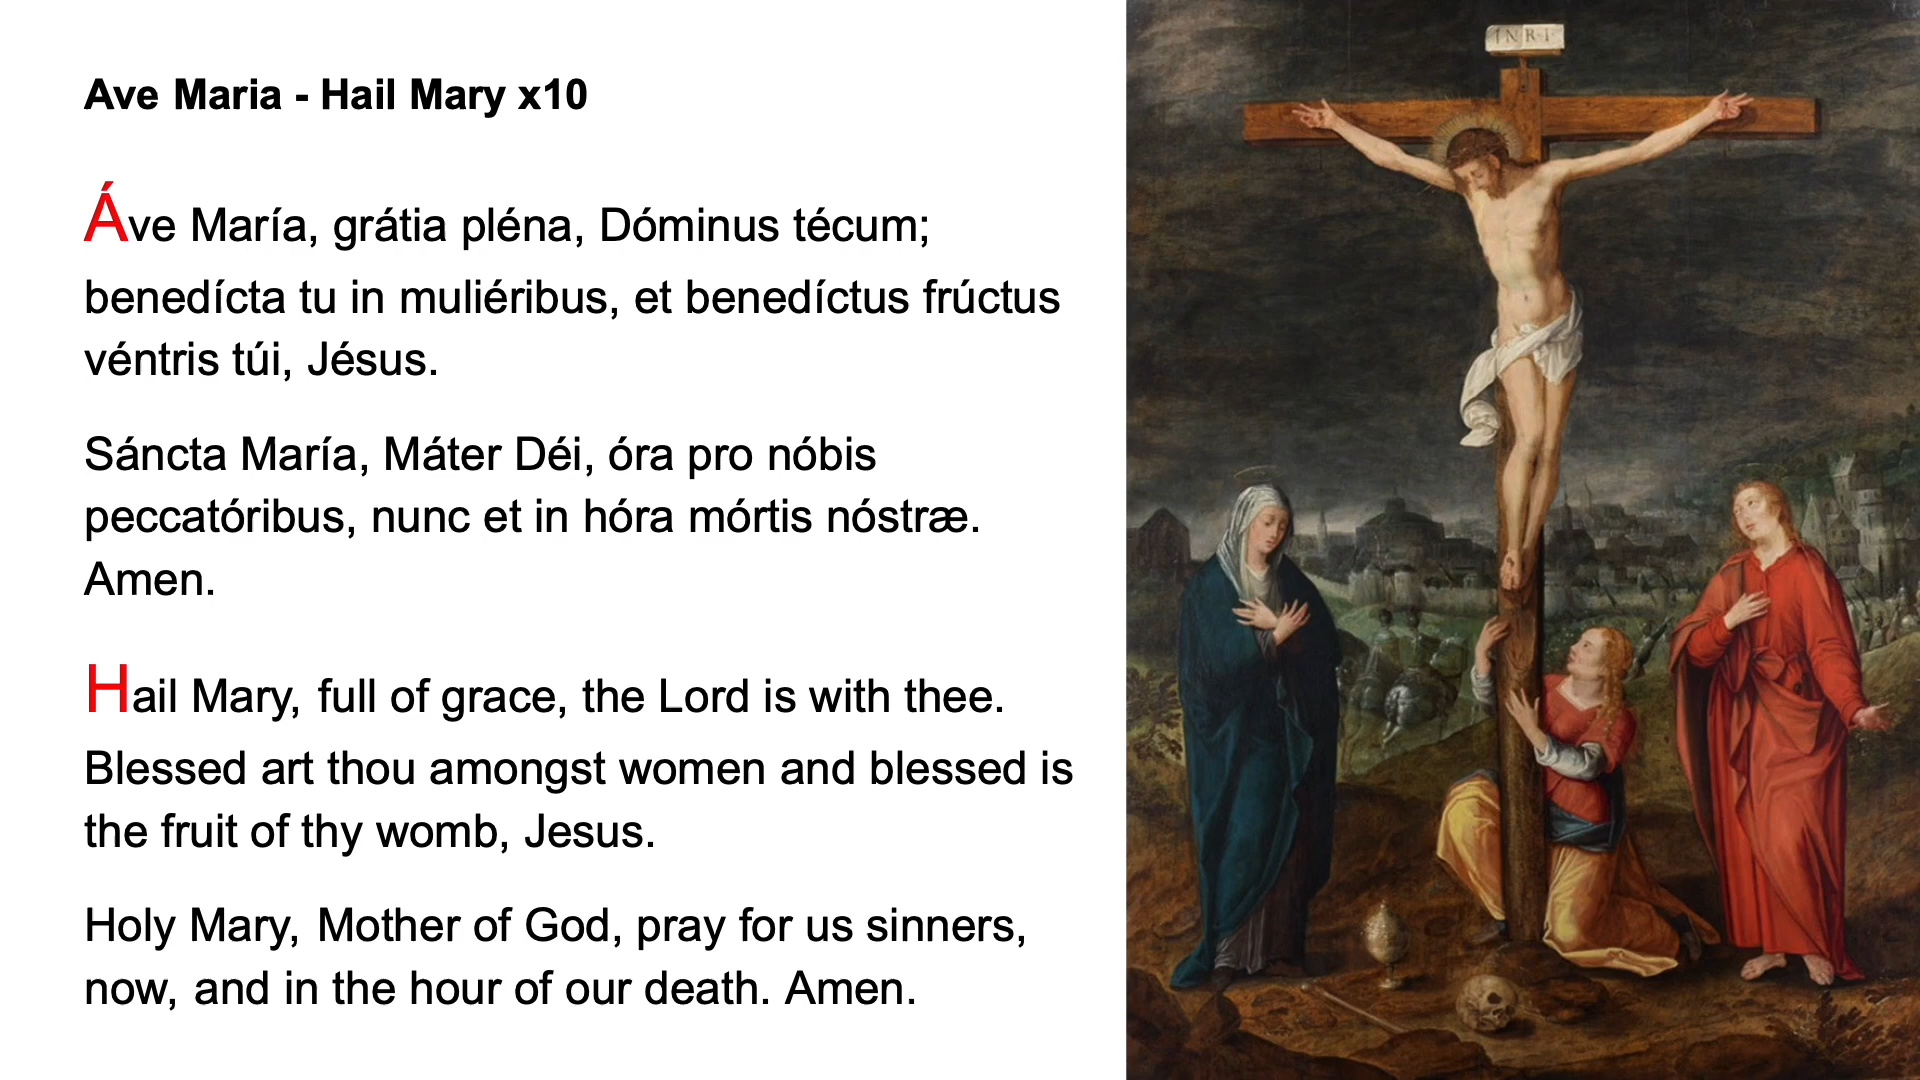 Ave Maria - Hail Mary x10
Áve María, grátia pléna, Dóminus técum;
benedícta tu in muliéribus, et benedíctus frúctus
véntris túi, Jésus.
Sáncta María, Máter Déi, óra pro nóbis
peccatóribus, nunc et in hóra mórtis nóstræ.
Amen.
Hail Mary, full of grace, the Lord is with thee.
Blessed art thou amongst women and blessed is
the fruit of thy womb, Jesus.
Holy Mary, Mother of God, pray for us sinners,
now, and in the hour of our death. Amen.
INRI